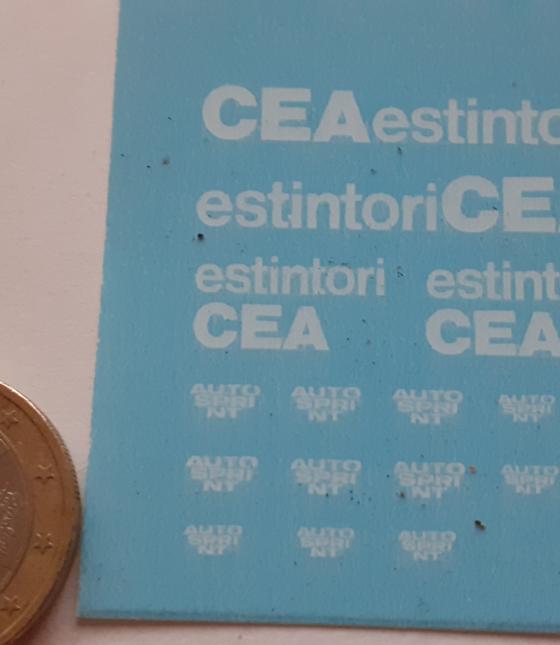 CEAestinto
estintoriCE
estintori estint
CEA CEA
AUTO AUTO AUTO AUTO
SPRI SPRI SPRI SPRI
NT NT NT NT
AUTO AUTO AUTO AUTO
SPRI SPRI SPRI SPRI
NT NT NT NT
AUTO AUTO AUTO
SPRI SPRI SPRI
NT NT NT